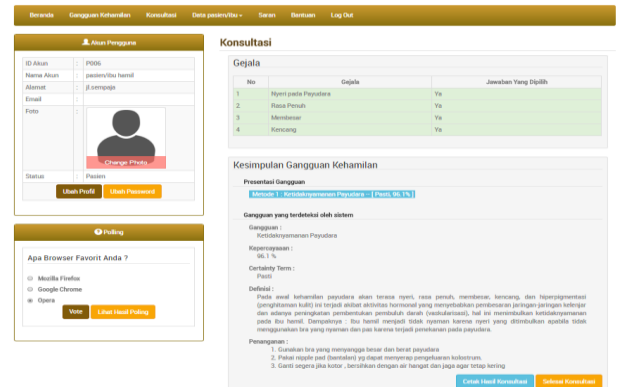 Beranda Gangguan Kehamilan Konsultasi Data pasien/ibu Saran Bantuan Log Out
Akun Pengguna
ID Akun : P006
Nama Akun : pasien/ibu hamil
Alamat : jl.sempaja
Email :
Foto :
Change Photo
Status : Pasien
Ubah Profil Ubah Password
Polling
Apa Browser Favorit Anda ?
Mozilla Firefox
Google Chrome
Opera
Vote Lihat Hasil Poling
Konsultasi
Gejala
No Gejala Jawaban Yang Dipilih
1 Nyeri pada Payudara Ya
2 Rasa Penuh Ya
3 Membesar Ya
4 Kencang Ya
Kesimpulan Gangguan Kehamilan
Presentasi Gangguan
Metode 1 : Ketidaknyamanan Payudara -- [ Pasti, 96.1% ]
Gangguan yang terdeteksi oleh sistem
Gangguan :
Ketidaknyamanan Payudara
Kepercayaaan :
96.1 %
Certainty Term :
Pasti
Definisi :
Pada awal kehamilan payudara akan terasa nyeri, rasa penuh, membesar, kencang, dan hiperpigmentasi
(penghitaman kulit) ini terjadi akibat aktivitas hormonal yang menyebabkan pembesaran jaringan-jaringan kelenjar
dan adanya peningkatan pembentukan pembuluh darah (vaskularisasi), hal ini menimbulkan ketidaknyamanan
pada ibu hamil. Dampaknya : Ibu hamil menjadi tidak nyaman karena nyeri yang ditimbulkan apabila tidak
menggunakan bra yang nyaman dan pas karena terjadi penekanan pada payudara.
Penanganan :
1. Gunakan bra yang menyangga besar dan berat payudara
2. Pakai nipple pad (bantalan) yg dapat menyerap pengeluaran kolostrum.
3. Ganti segera jika kotor , bersihkan dengan air hangat dan jaga agar tetap kering
Cetak Hasil Konsultasi Selesai Konsultasi